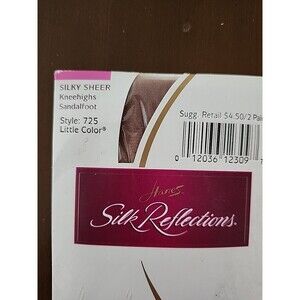 SILKY SHEER
Kneehighs
Sandalfoot
Style: 725
Little Color®
Sugg. Retail $4.50/2 Pair
0 12036 12309
Hanes
Silk Reflections®